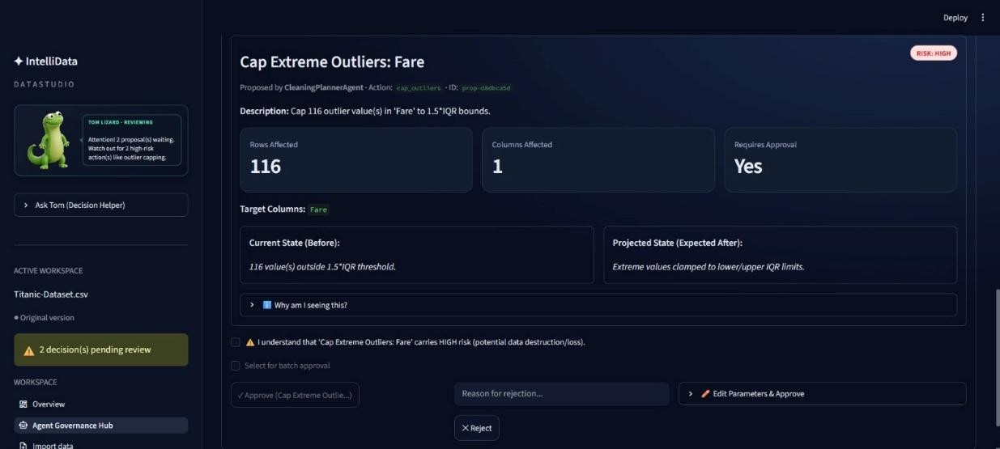 Deploy
IntelliData
DATASTUDIO
TOM LIZARD · REVIEWING
Attention! 2 proposal(s) waiting.
Watch out for 2 high-risk
action(s) like outlier capping.
Ask Tom (Decision Helper)
ACTIVE WORKSPACE
Titanic-Dataset.csv
Original version
2 decision(s) pending review
WORKSPACE
Overview
Agent Governance Hub
Import data
Cap Extreme Outliers: Fare
RISK: HIGH
Proposed by CleaningPlannerAgent · Action: cap_outliers · ID: prop-d8dbca5d
Description: Cap 116 outlier value(s) in 'Fare' to 1.5*IQR bounds.
Rows Affected
116
Columns Affected
1
Requires Approval
Yes
Target Columns: Fare
Current State (Before):
116 value(s) outside 1.5*IQR threshold.
Projected State (Expected After):
Extreme values clamped to lower/upper IQR limits.
Why am I seeing this?
I understand that 'Cap Extreme Outliers: Fare' carries HIGH risk (potential data destruction/loss).
Select for batch approval
✓ Approve (Cap Extreme Outlie...)
Reason for rejection...
Edit Parameters & Approve
Reject